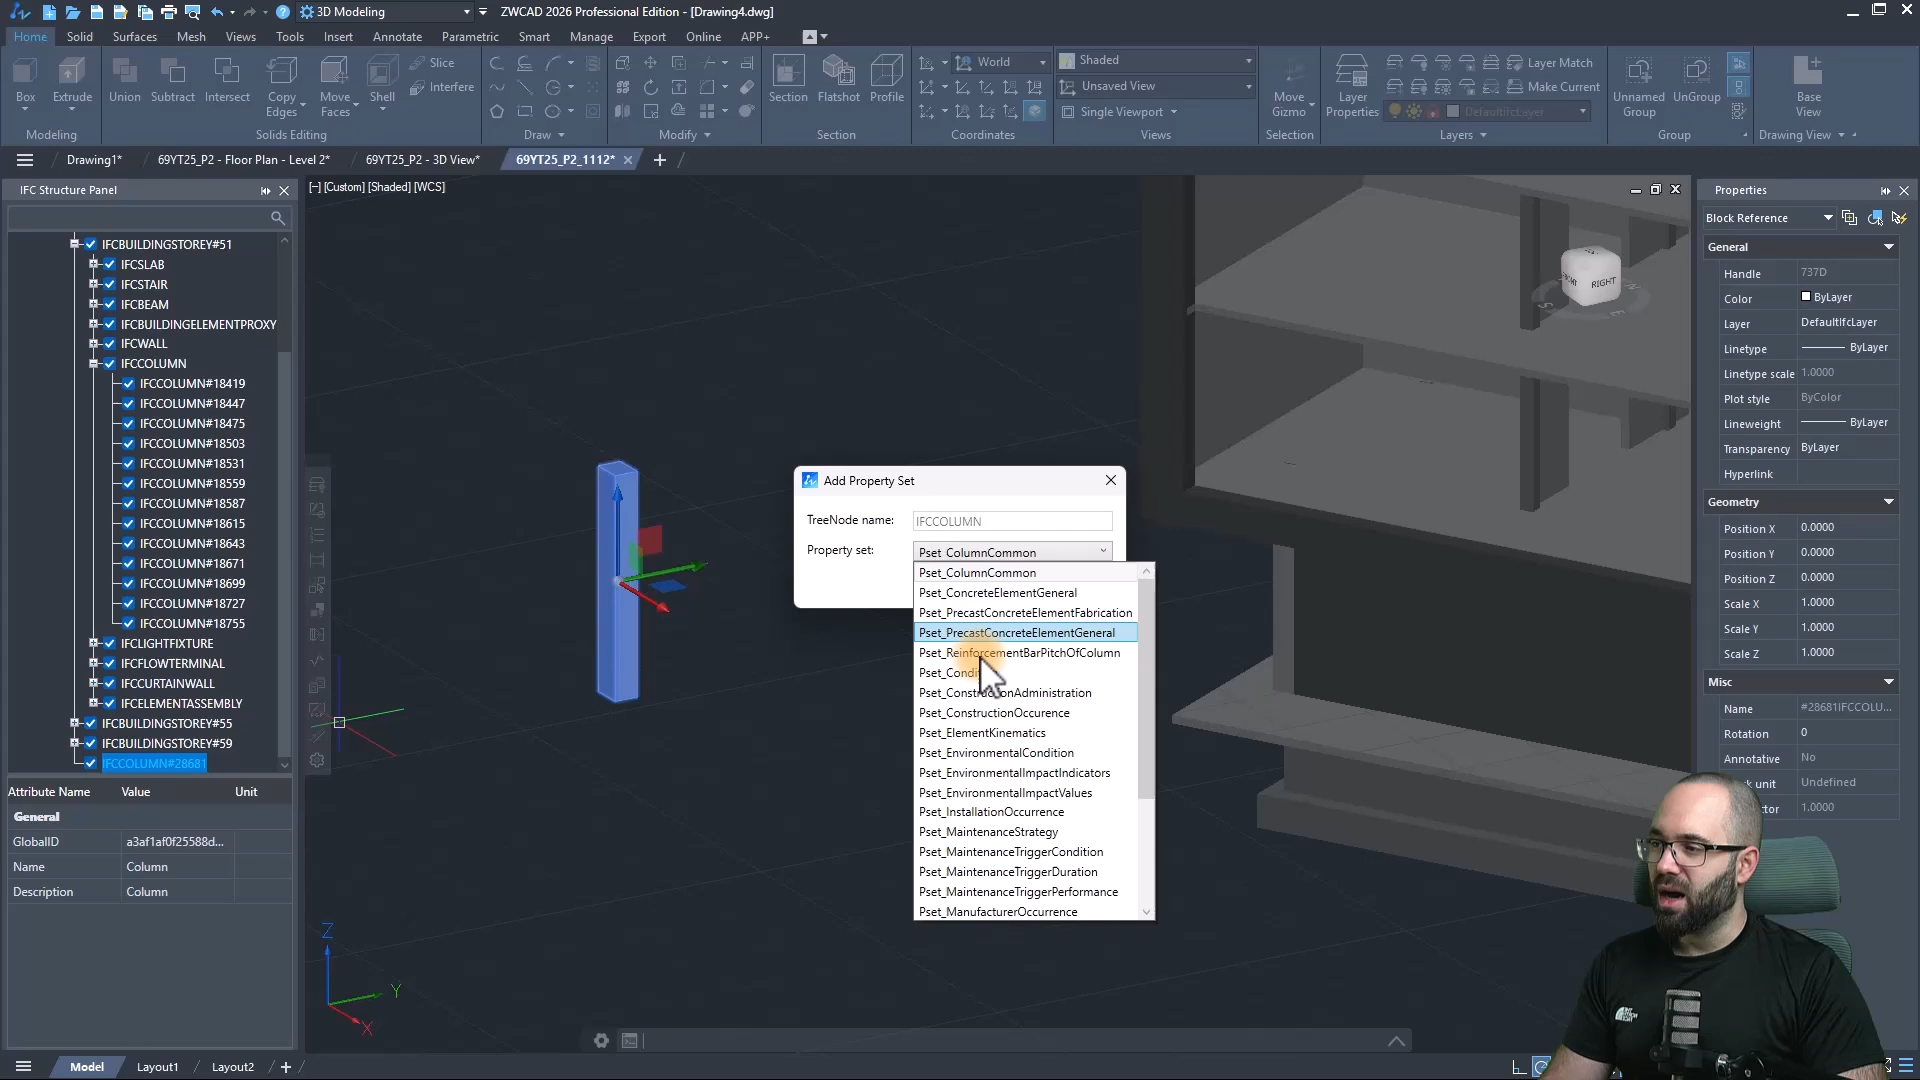 3D Modeling
ZWCAD 2026 Professional Edition - [Drawing4.dwg]
Home Solid Surfaces Mesh Views Tools Insert Annotate Parametric Smart Manage Export Online APP+
Box Extrude Union Subtract Intersect Copy Edges Move Faces Shell Slice Interfere
Section Flatshot Profile World Shaded Unsaved View Single Viewport
Move Gizmo Layer Properties Layer Match Make Current DefaultIfcLayer Unnamed Group UnGroup Base View
Modeling Solids Editing Draw Modify Section Coordinates Views Selection Layers Group Drawing View
Drawing1* 69YT25_P2 - Floor Plan - Level 2* 69YT25_P2 - 3D View* 69YT25_P2_1112*
IFC Structure Panel
IFCBUILDINGSTOREY#51
IFCSLAB
IFCSTAIR
IFCBEAM
IFCBUILDINGELEMENTPROXY
IFCWALL
IFCCOLUMN
IFCCOLUMN#18419
IFCCOLUMN#18447
IFCCOLUMN#18475
IFCCOLUMN#18503
IFCCOLUMN#18531
IFCCOLUMN#18559
IFCCOLUMN#18587
IFCCOLUMN#18615
IFCCOLUMN#18643
IFCCOLUMN#18671
IFCCOLUMN#18699
IFCCOLUMN#18727
IFCCOLUMN#18755
IFCLIGHTFIXTURE
IFCFLOWTERMINAL
IFCCURTAINWALL
IFCELEMENTASSEMBLY
IFCBUILDINGSTOREY#55
IFCBUILDINGSTOREY#59
IFCCOLUMN#28681
Attribute Name Value Unit
General
GlobalID a3af1af0f25588d...
Name Column
Description Column
[−] [Custom] [Shaded] [WCS]
RIGHT
S
E
N
Z
Y
X
Add Property Set
TreeNode name: IFCCOLUMN
Property set: Pset_ColumnCommon
Pset_ColumnCommon
Pset_ConcreteElementGeneral
Pset_PrecastConcreteElementFabrication
Pset_PrecastConcreteElementGeneral
Pset_ReinforcementBarPitchOfColumn
Pset_Condi
Pset_ConstructionAdministration
Pset_ConstructionOccurence
Pset_ElementKinematics
Pset_EnvironmentalCondition
Pset_EnvironmentalImpactIndicators
Pset_EnvironmentalImpactValues
Pset_InstallationOccurrence
Pset_MaintenanceStrategy
Pset_MaintenanceTriggerCondition
Pset_MaintenanceTriggerDuration
Pset_MaintenanceTriggerPerformance
Pset_ManufacturerOccurrence
Properties
Block Reference
General
Handle 737D
Color ByLayer
Layer DefaultIfcLayer
Linetype ByLayer
Linetype scale 1.0000
Plot style ByColor
Lineweight ByLayer
Transparency ByLayer
Hyperlink
Geometry
Position X 0.0000
Position Y 0.0000
Position Z 0.0000
Scale X 1.0000
Scale Y 1.0000
Scale Z 1.0000
Misc
Name #28681IFCCOLU...
Rotation 0
Annotative No
unit Undefined
tor 1.0000
THE NORTH FACE
Model Layout1 Layout2